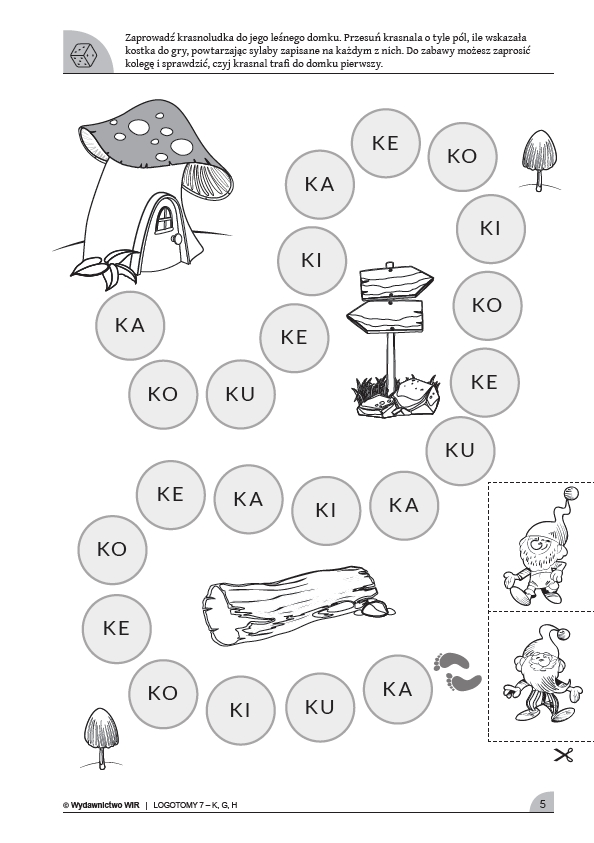 Zaprowadź krasnoludka do jego leśnego domku. Przesuń krasnala o tyle pól, ile wskazała
kostka do gry, powtarzając sylaby zapisane na każdym z nich. Do zabawy możesz zaprosić
kolegę i sprawdzić, czyj krasnal trafi do domku pierwszy.
KE
KO
KA
KI
KI
KO
KA
KE
KE
KO
KU
KU
KE
KA
KI
KA
KO
KE
KO
KI
KU
KA
© Wydawnictwo WIR | LOGOTOMY 7 – K, G, H
5